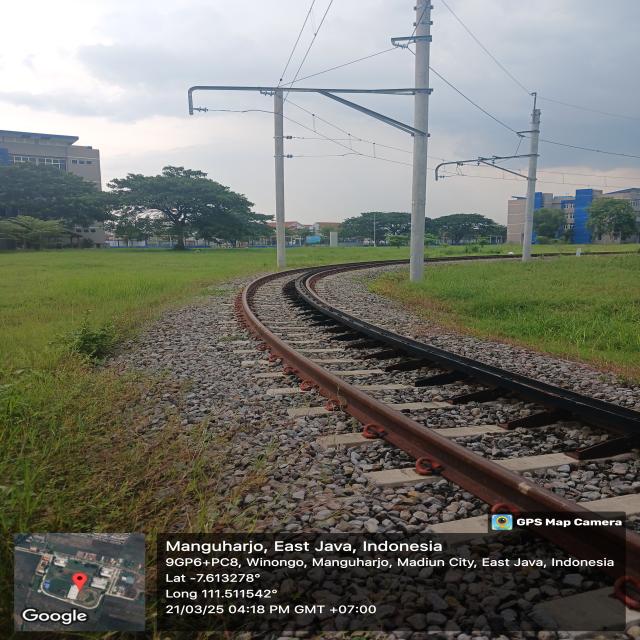 GPS Map Camera
Manguharjo, East Java, Indonesia
9GP6+PC8, Winongo, Manguharjo, Madiun City, East Java, Indonesia
Lat -7.613278°
Long 111.511542°
21/03/25 04:18 PM GMT +07:00
Google